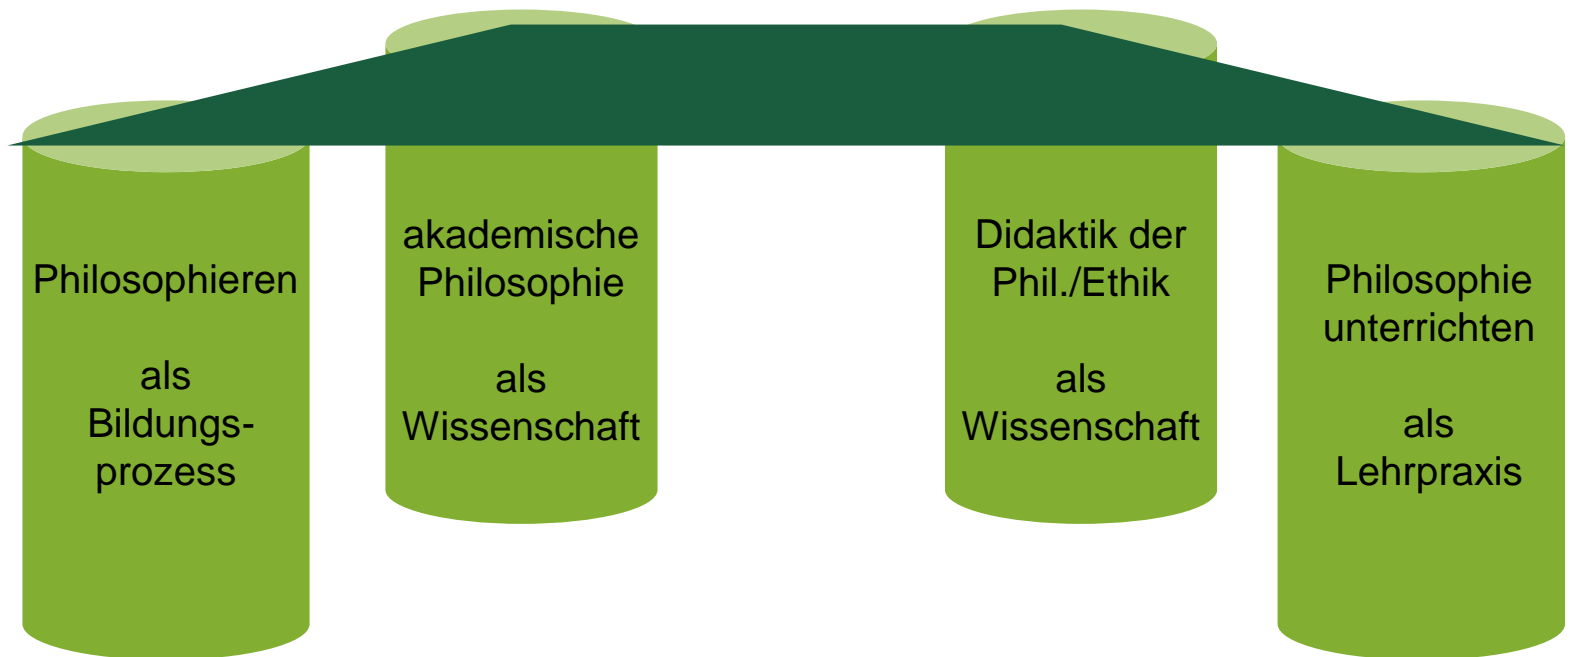 Philosophieren
als
Bildungs-
prozess
akademische
Philosophie
als
Wissenschaft
Didaktik der
Phil./Ethik
als
Wissenschaft
Philosophie
unterrichten
als
Lehrpraxis